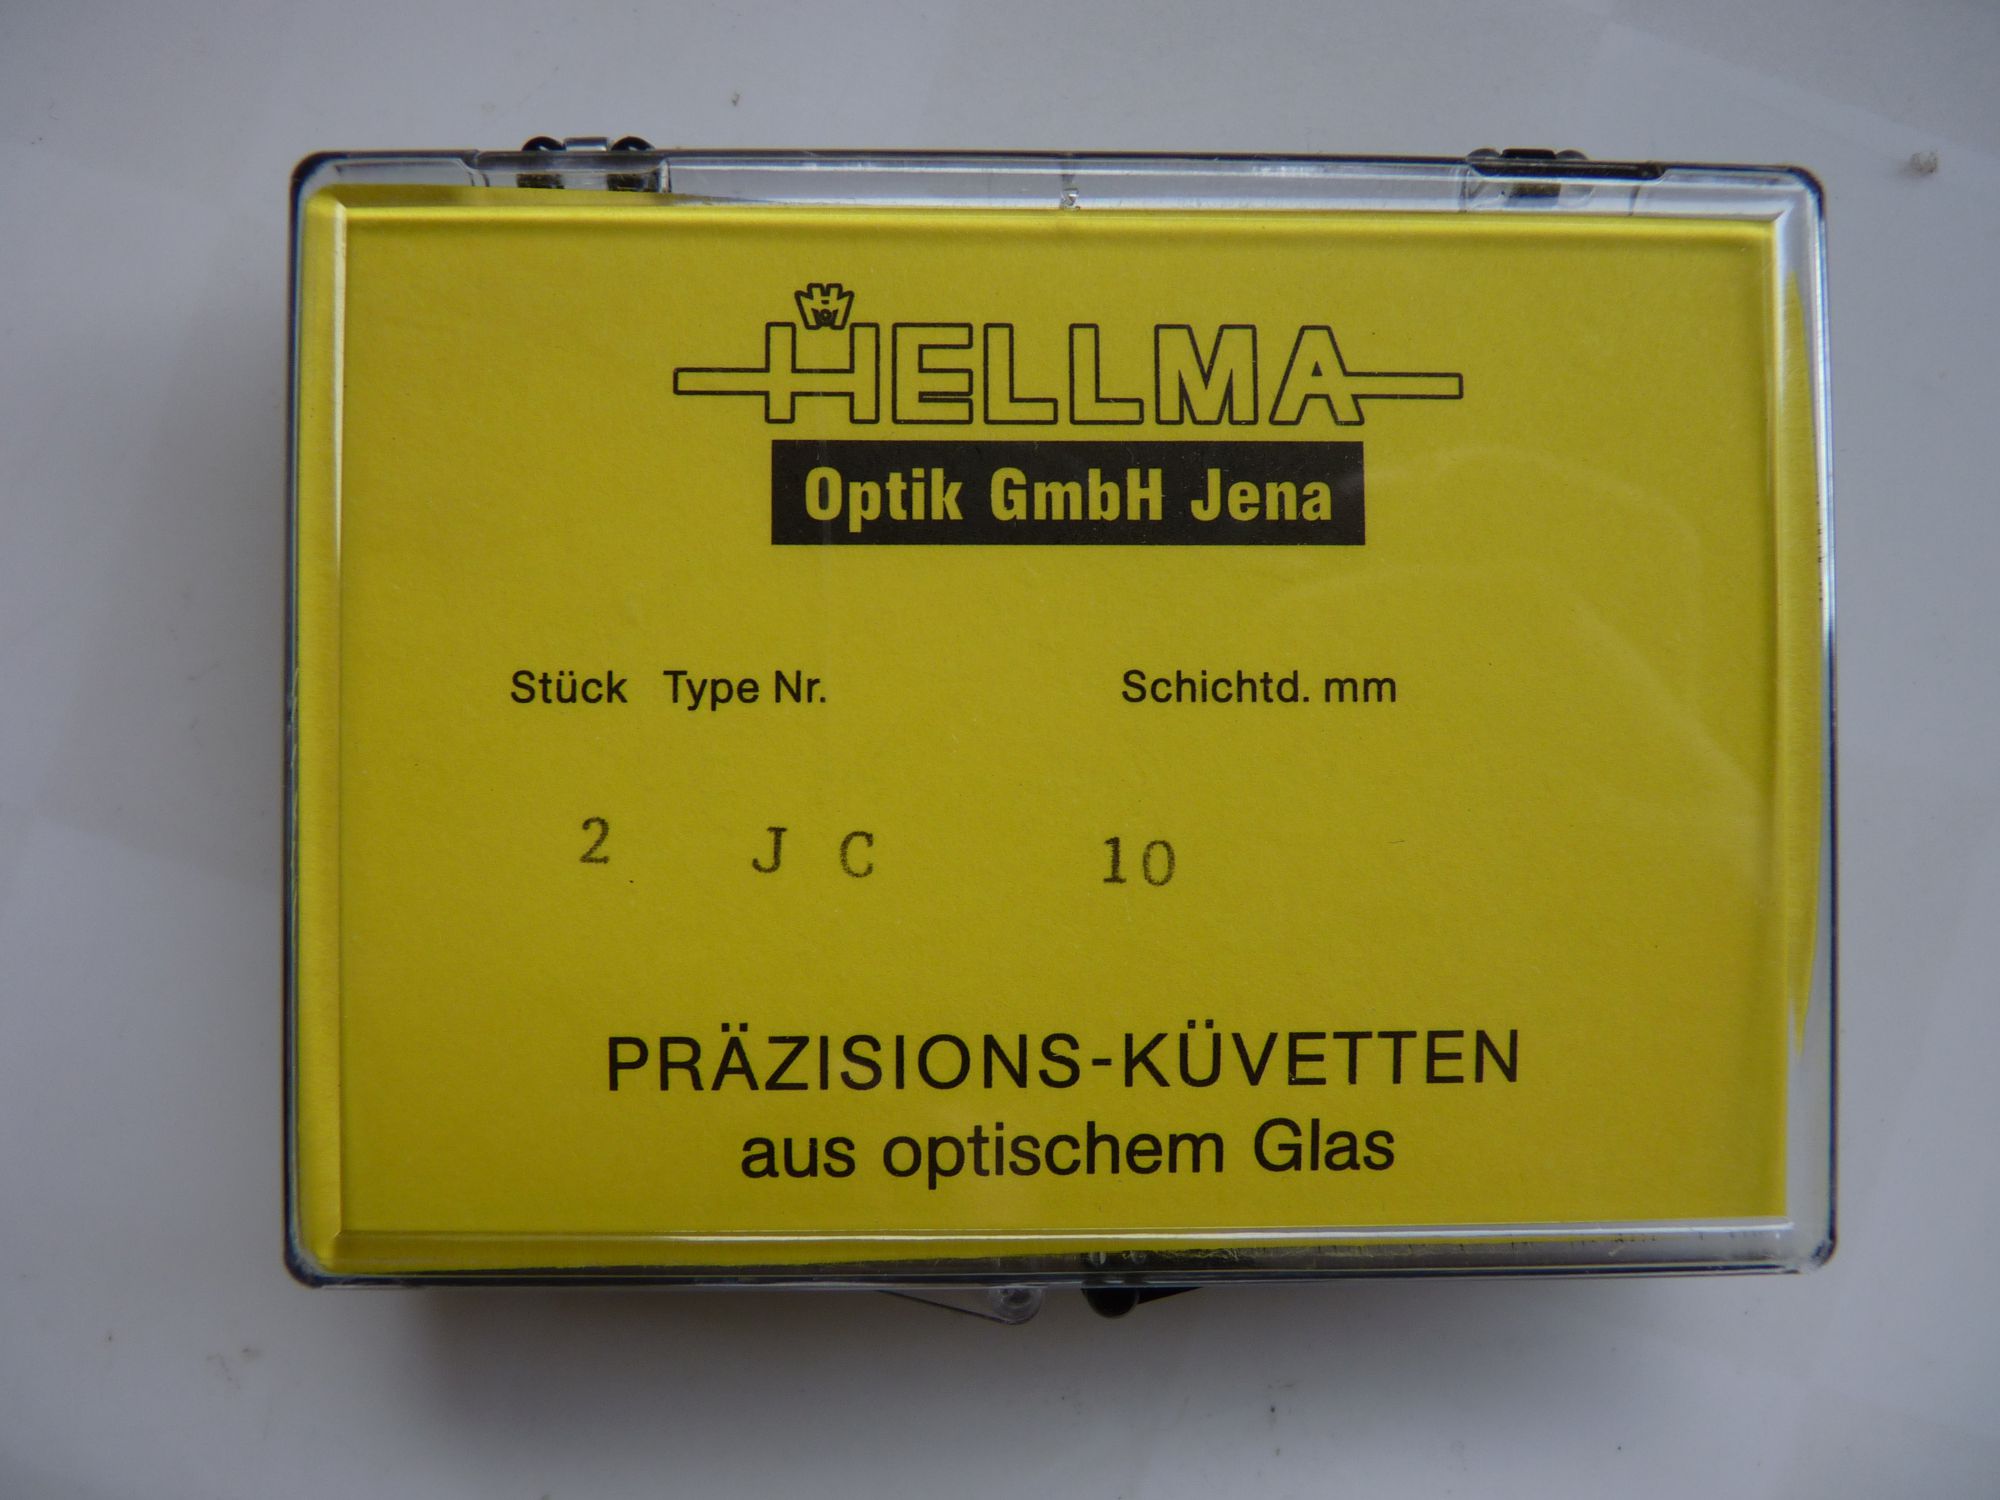 HELLMA
Optik GmbH Jena
Stück Type Nr. Schichtd. mm
2 J C 10
PRÄZISIONS-KÜVETTEN
aus optischem Glas